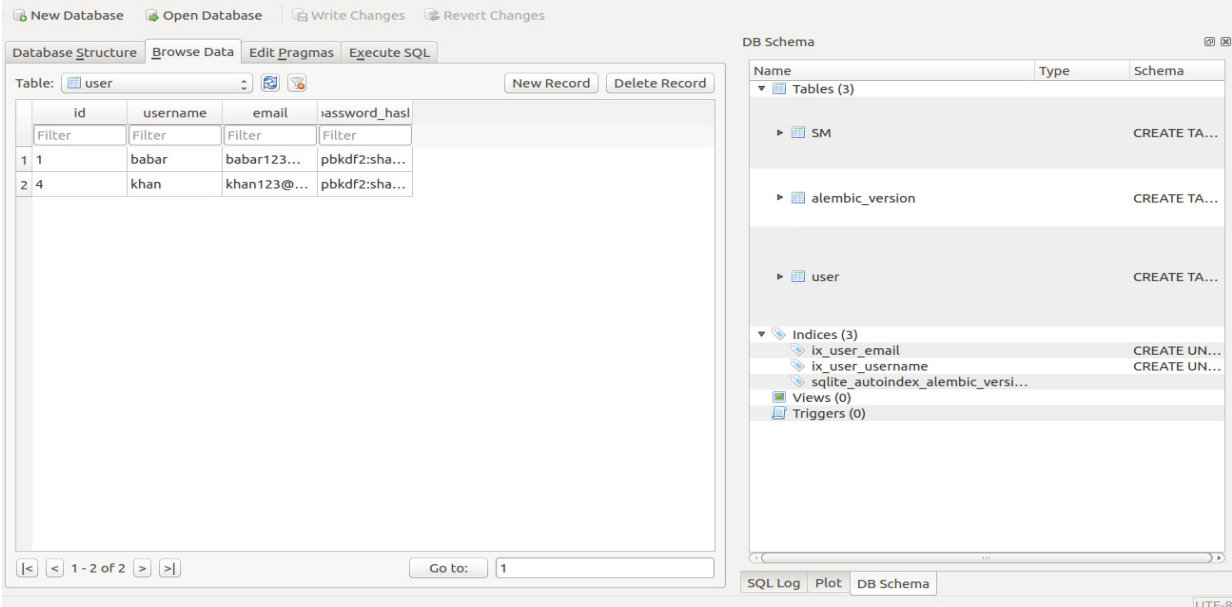 New Database Open Database Write Changes Revert Changes
Database Structure Browse Data Edit Pragmas Execute SQL
Table: user New Record Delete Record
id username email password_hasl
Filter Filter Filter Filter
1 1 babar babar123... pbkdf2:sha...
2 4 khan khan123@... pbkdf2:sha...
|< < 1 - 2 of 2 > >| Go to: 1
DB Schema
Name Type Schema
Tables (3)
SM CREATE TA...
alembic_version CREATE TA...
user CREATE TA...
Indices (3)
ix_user_email CREATE UN...
ix_user_username CREATE UN...
sqlite_autoindex_alembic_versi...
Views (0)
Triggers (0)
SQL Log Plot DB Schema